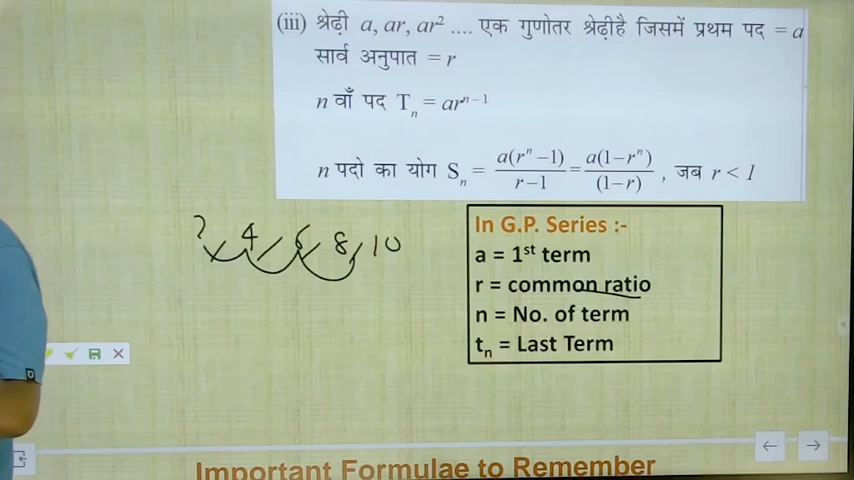 (iii) श्रेढ़ी a, ar, ar² .... एक गुणोतर श्रेढ़ीहै जिसमें प्रथम पद = a
सार्व अनुपात = r
n वाँ पद Tₙ = arⁿ⁻¹
n पदो का योग Sₙ = a(rⁿ–1)/r–1 = a(1–rⁿ)/(1–r) , जब r < 1
? 4 6 8, 10
In G.P. Series :-
a = 1st term
r = common ratio
n = No. of term
tₙ = Last Term
Important Formulae to Remember